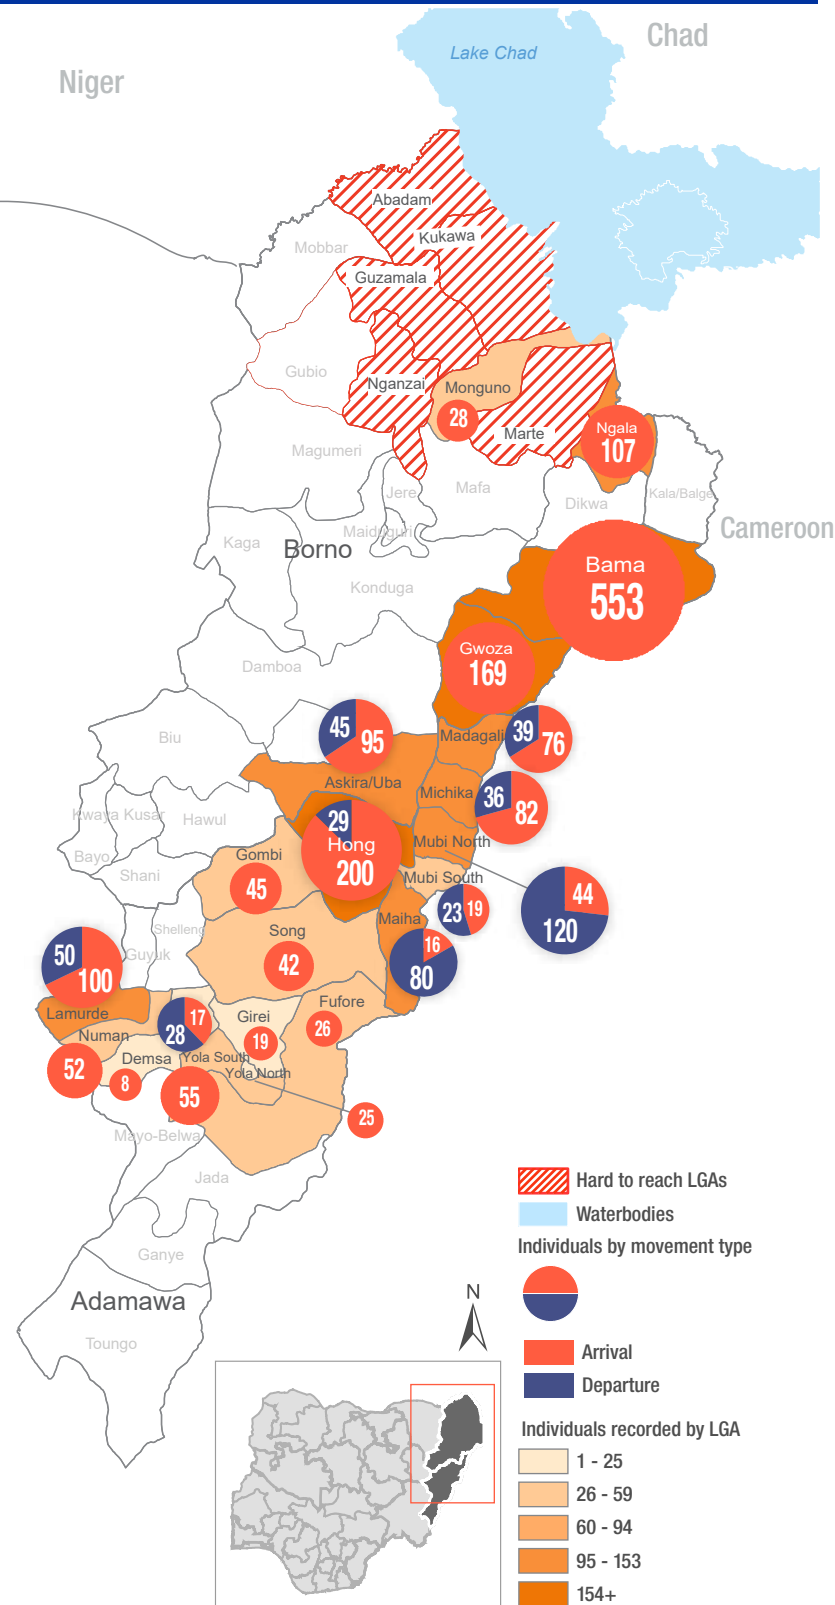 Chad
Lake Chad
Niger
Abadam
Kukawa
Mobbar
Guzamala
Gubio
Nganzai
Monguno
28
Marte
Ngala
107
Magumeri
Jere
Mafa
Dikwa
Kala/Balge
Maiduguri
Kaga
Borno
Cameroon
Konduga
Bama
553
Gwoza
169
Damboa
Biu
45
95
Madagali
39
76
Askira/Uba
Michika
36
82
Kwaya Kusar
Hawul
29
Hong
200
Mubi North
Bayo
Shani
Gombi
45
Mubi South
44
120
23
19
Maiha
16
80
Shelleng
Song
42
Guyuk
50
100
Lamurde
Fufore
26
Girei
19
17
28
Numan
52
Demsa
8
Yola South
Yola North
55
25
Mayo-Belwa
Jada
Ganye
Adamawa
Toungo
N
Hard to reach LGAs
Waterbodies
Individuals by movement type
Arrival
Departure
Individuals recorded by LGA
1 - 25
26 - 59
60 - 94
95 - 153
154+